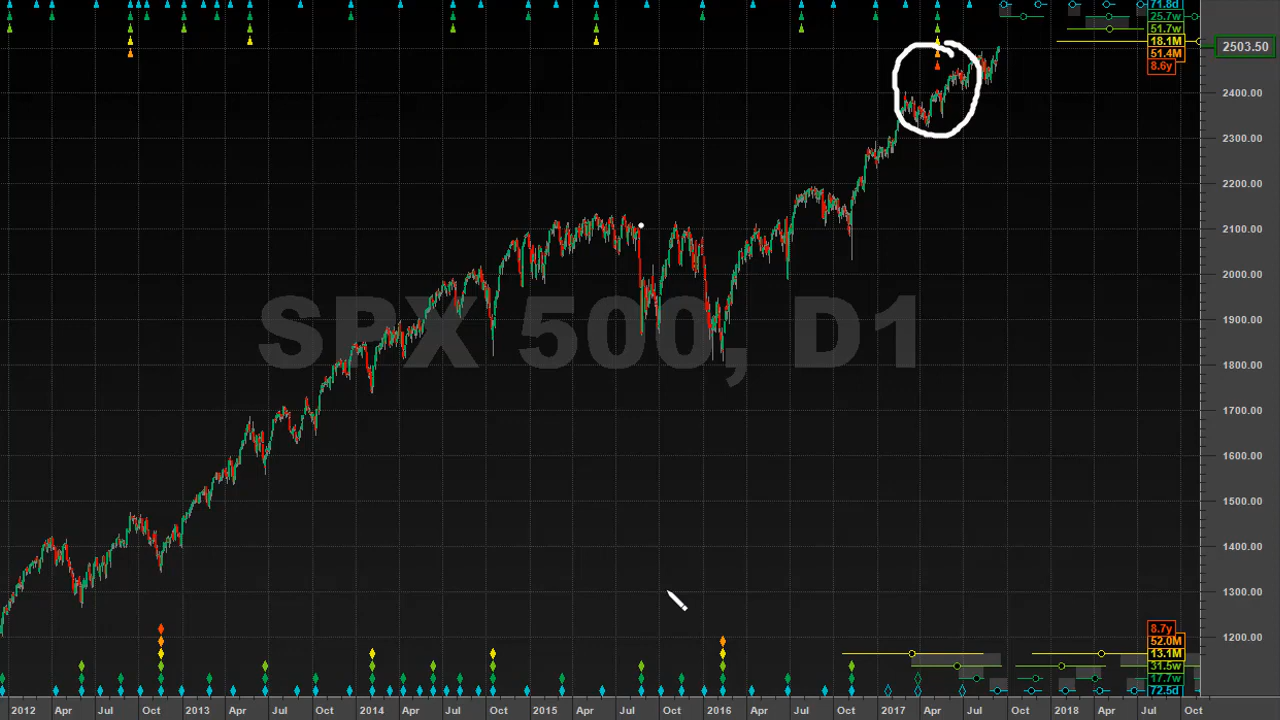 71.8d
25.7w
51.7w
18.1M
51.4M
8.6y
2503.50
2400.00
2300.00
2200.00
2100.00
2000.00
1900.00
1800.00
1700.00
1600.00
1500.00
1400.00
1300.00
1200.00
SPX 500, D1
8.7y
52.0M
13.1M
31.5w
17.7w
72.5d
2012 Apr Jul Oct 2013 Apr Jul Oct 2014 Apr Jul Oct 2015 Apr Jul Oct 2016 Apr Jul Oct 2017 Apr Jul Oct 2018 Apr Jul Oct